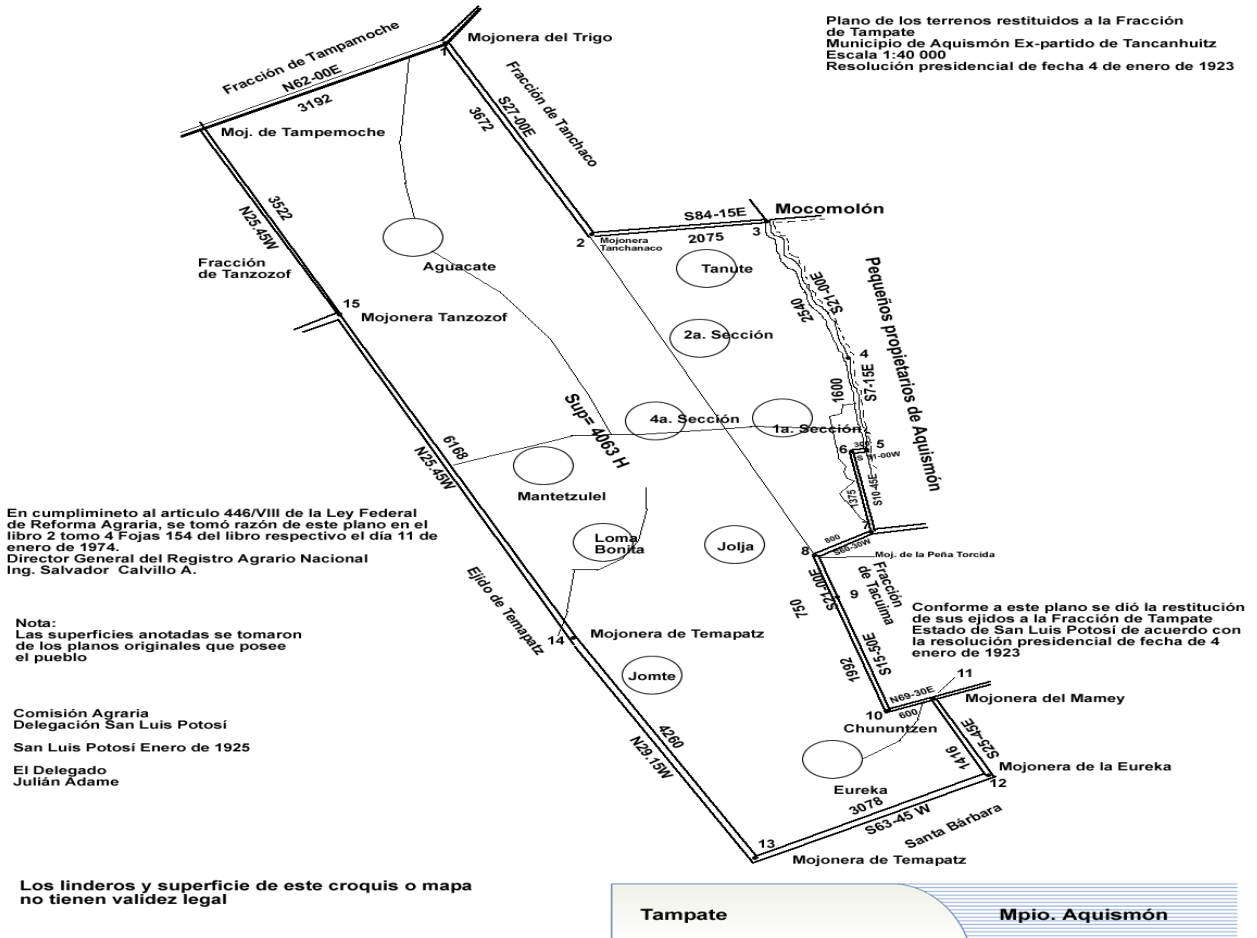 Plano de los terrenos restituidos a la Fracción
de Tampate
Municipio de Aquismón Ex-partido de Tancanhuitz
Escala 1:40 000
Resolución presidencial de fecha 4 de enero de 1923
Mojonera del Trigo
1
Fracción de Tampamoche
N62-00E
3192
Moj. de Tampemoche
Fracción de Tanchaco
S27-00E
3672
3522
N25.45W
Fracción
de Tanzozof
Aguacate
15
Mojonera Tanzozof
2
Mojonera
Tanchanaco
S84-15E
2075
3
Mocomolón
Tanute
S21-00E
2540
Pequeños propietarios de Aquismón
2a. Sección
4
S7-15E
1600
4a. Sección
1a. Sección
Sup= 4063 H
6
5
S10-45E
1375
7
6168
N25.45W
Mantetzulel
Loma
Bonita
Jolja
8
800
S60-30W
Moj. de la Peña Torcida
En cumplimineto al artículo 446/VIII de la Ley Federal
de Reforma Agraria, se tomó razón de este plano en el
libro 2 tomo 4 Fojas 154 del libro respectivo el día 11 de
enero de 1974.
Director General del Registro Agrario Nacional
Ing. Salvador Calvillo A.
S21-00E
750
9
Fracción
de Tacuima
Conforme a este plano se dió la restitución
de sus ejidos a la Fracción de Tampate
Estado de San Luis Potosí de acuerdo con
la resolución presidencial de fecha de 4
enero de 1923
Ejido de Temapatz
Nota:
Las superficies anotadas se tomaron
de los planos originales que posee
el pueblo
14
Mojonera de Temapatz
Jomte
S15-50E
1992
10
N69-30E
600
11
Mojonera del Mamey
Chununtzen
Comisión Agraria
Delegación San Luis Potosí
San Luis Potosí Enero de 1925
El Delegado
Julián Adame
4260
N29.15W
S25-45E
1416
Mojonera de la Eureka
12
Eureka
3078
S63-45 W
Santa Bárbara
13
Mojonera de Temapatz
Los linderos y superficie de este croquis o mapa
no tienen validez legal
Tampate
Mpio. Aquismón